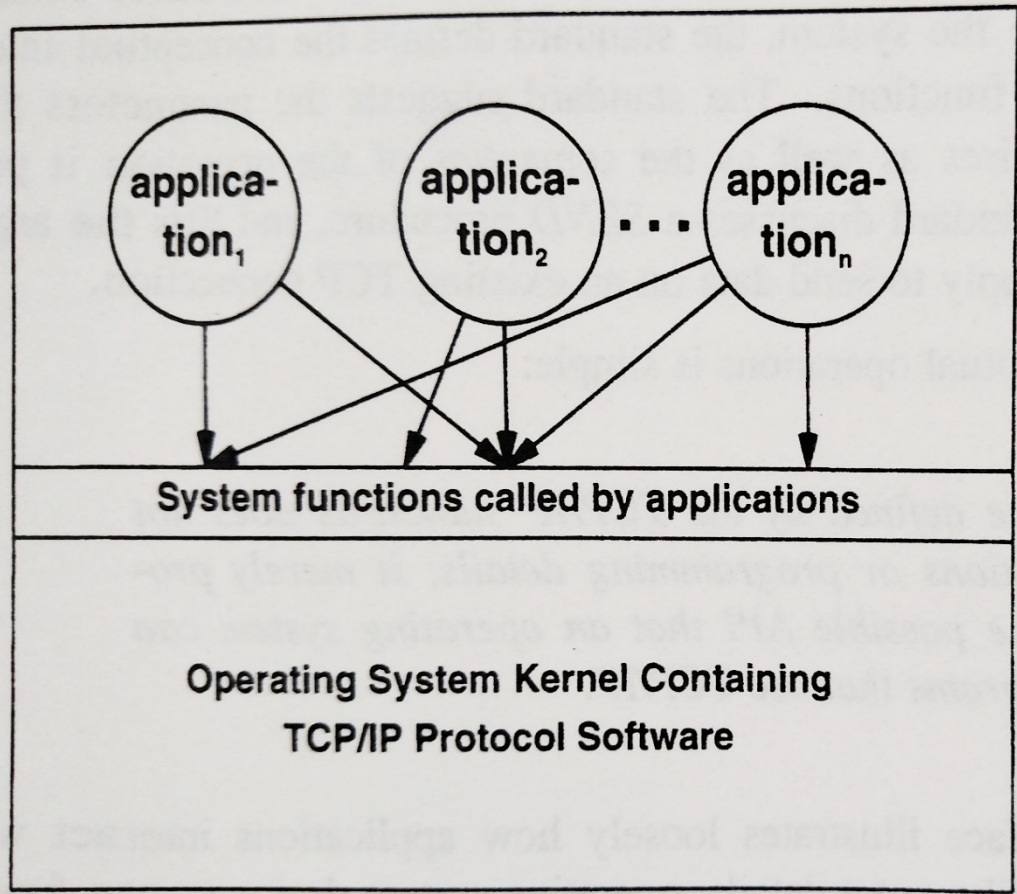 applica- applica- applica-
tion₁ tion₂ ... tionₙ
System functions called by applications
Operating System Kernel Containing
TCP/IP Protocol Software